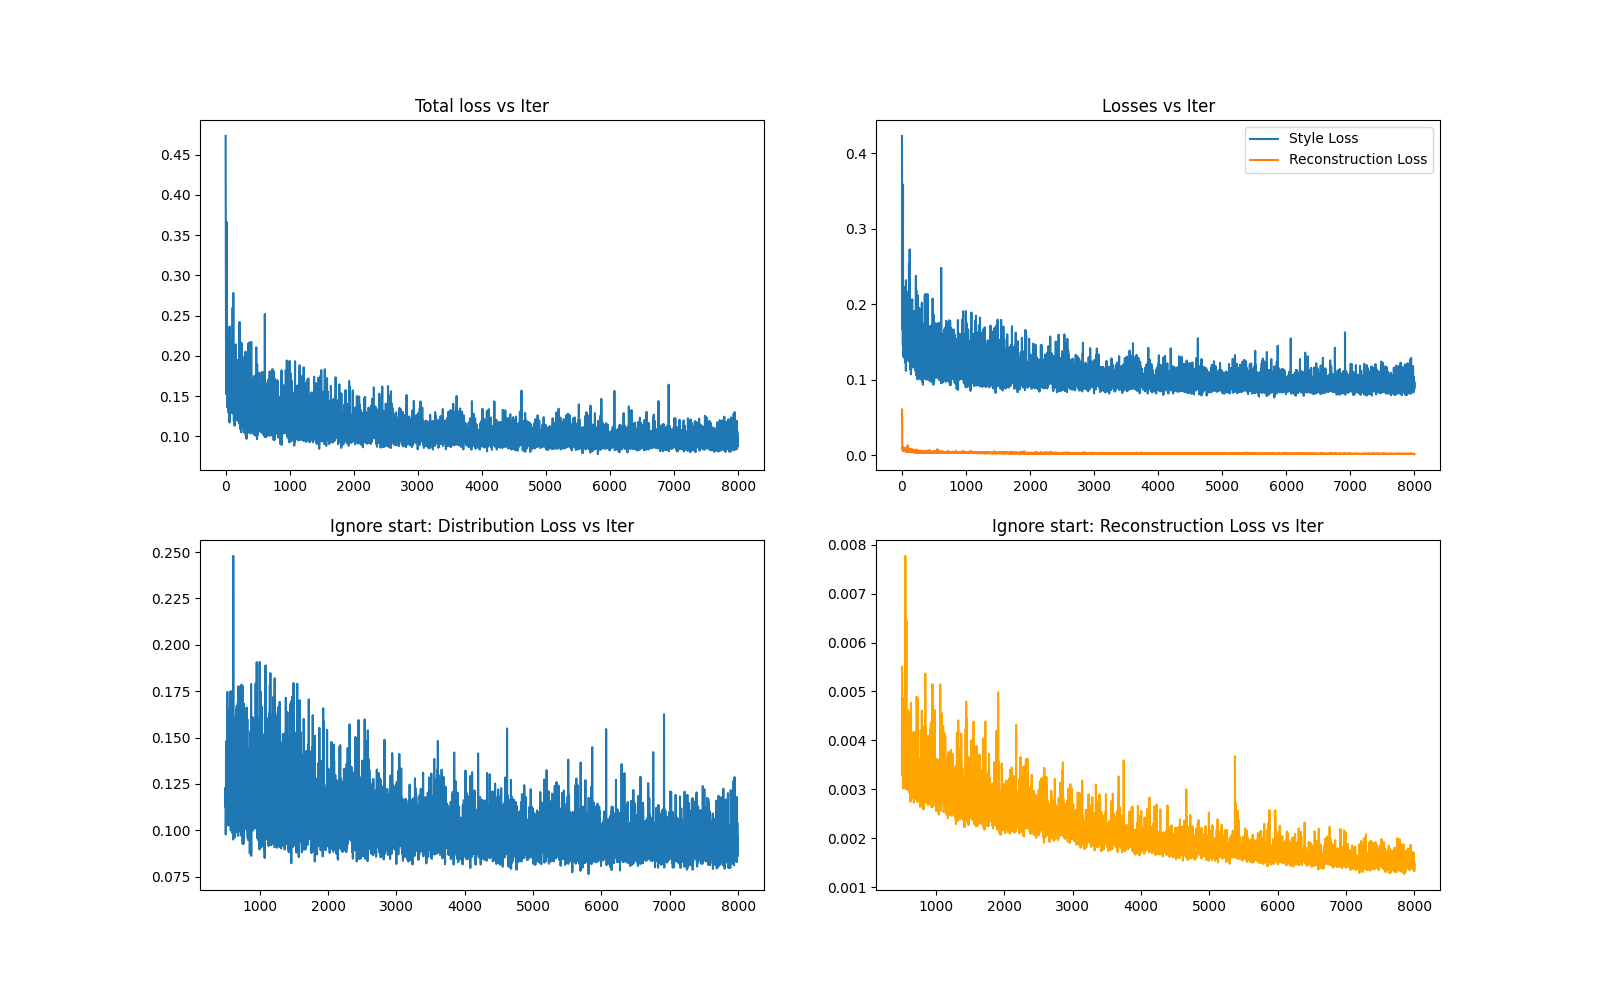 Total loss vs Iter
0.45
0.40
0.35
0.30
0.25
0.20
0.15
0.10
0 1000 2000 3000 4000 5000 6000 7000 8000
Losses vs Iter
Style Loss
Reconstruction Loss
0.4
0.3
0.2
0.1
0.0
0 1000 2000 3000 4000 5000 6000 7000 8000
Ignore start: Distribution Loss vs Iter
0.250
0.225
0.200
0.175
0.150
0.125
0.100
0.075
1000 2000 3000 4000 5000 6000 7000 8000
Ignore start: Reconstruction Loss vs Iter
0.008
0.007
0.006
0.005
0.004
0.003
0.002
0.001
1000 2000 3000 4000 5000 6000 7000 8000